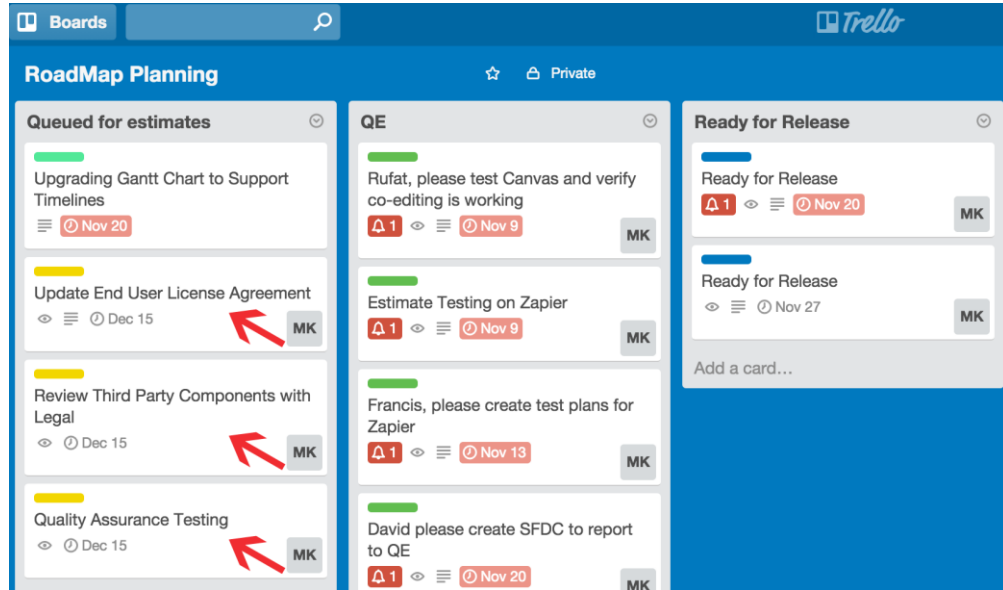 Boards
Trello
RoadMap Planning
Private
Queued for estimates
Upgrading Gantt Chart to Support
Timelines
Nov 20
Update End User License Agreement
Dec 15
MK
Review Third Party Components with
Legal
Dec 15
MK
Quality Assurance Testing
Dec 15
MK
QE
Rufat, please test Canvas and verify
co-editing is working
1 Nov 9
MK
Estimate Testing on Zapier
1 Nov 9
MK
Francis, please create test plans for
Zapier
1 Nov 13
MK
David please create SFDC to report
to QE
1 Nov 20
MK
Ready for Release
Ready for Release
1 Nov 20
MK
Ready for Release
Nov 27
MK
Add a card…